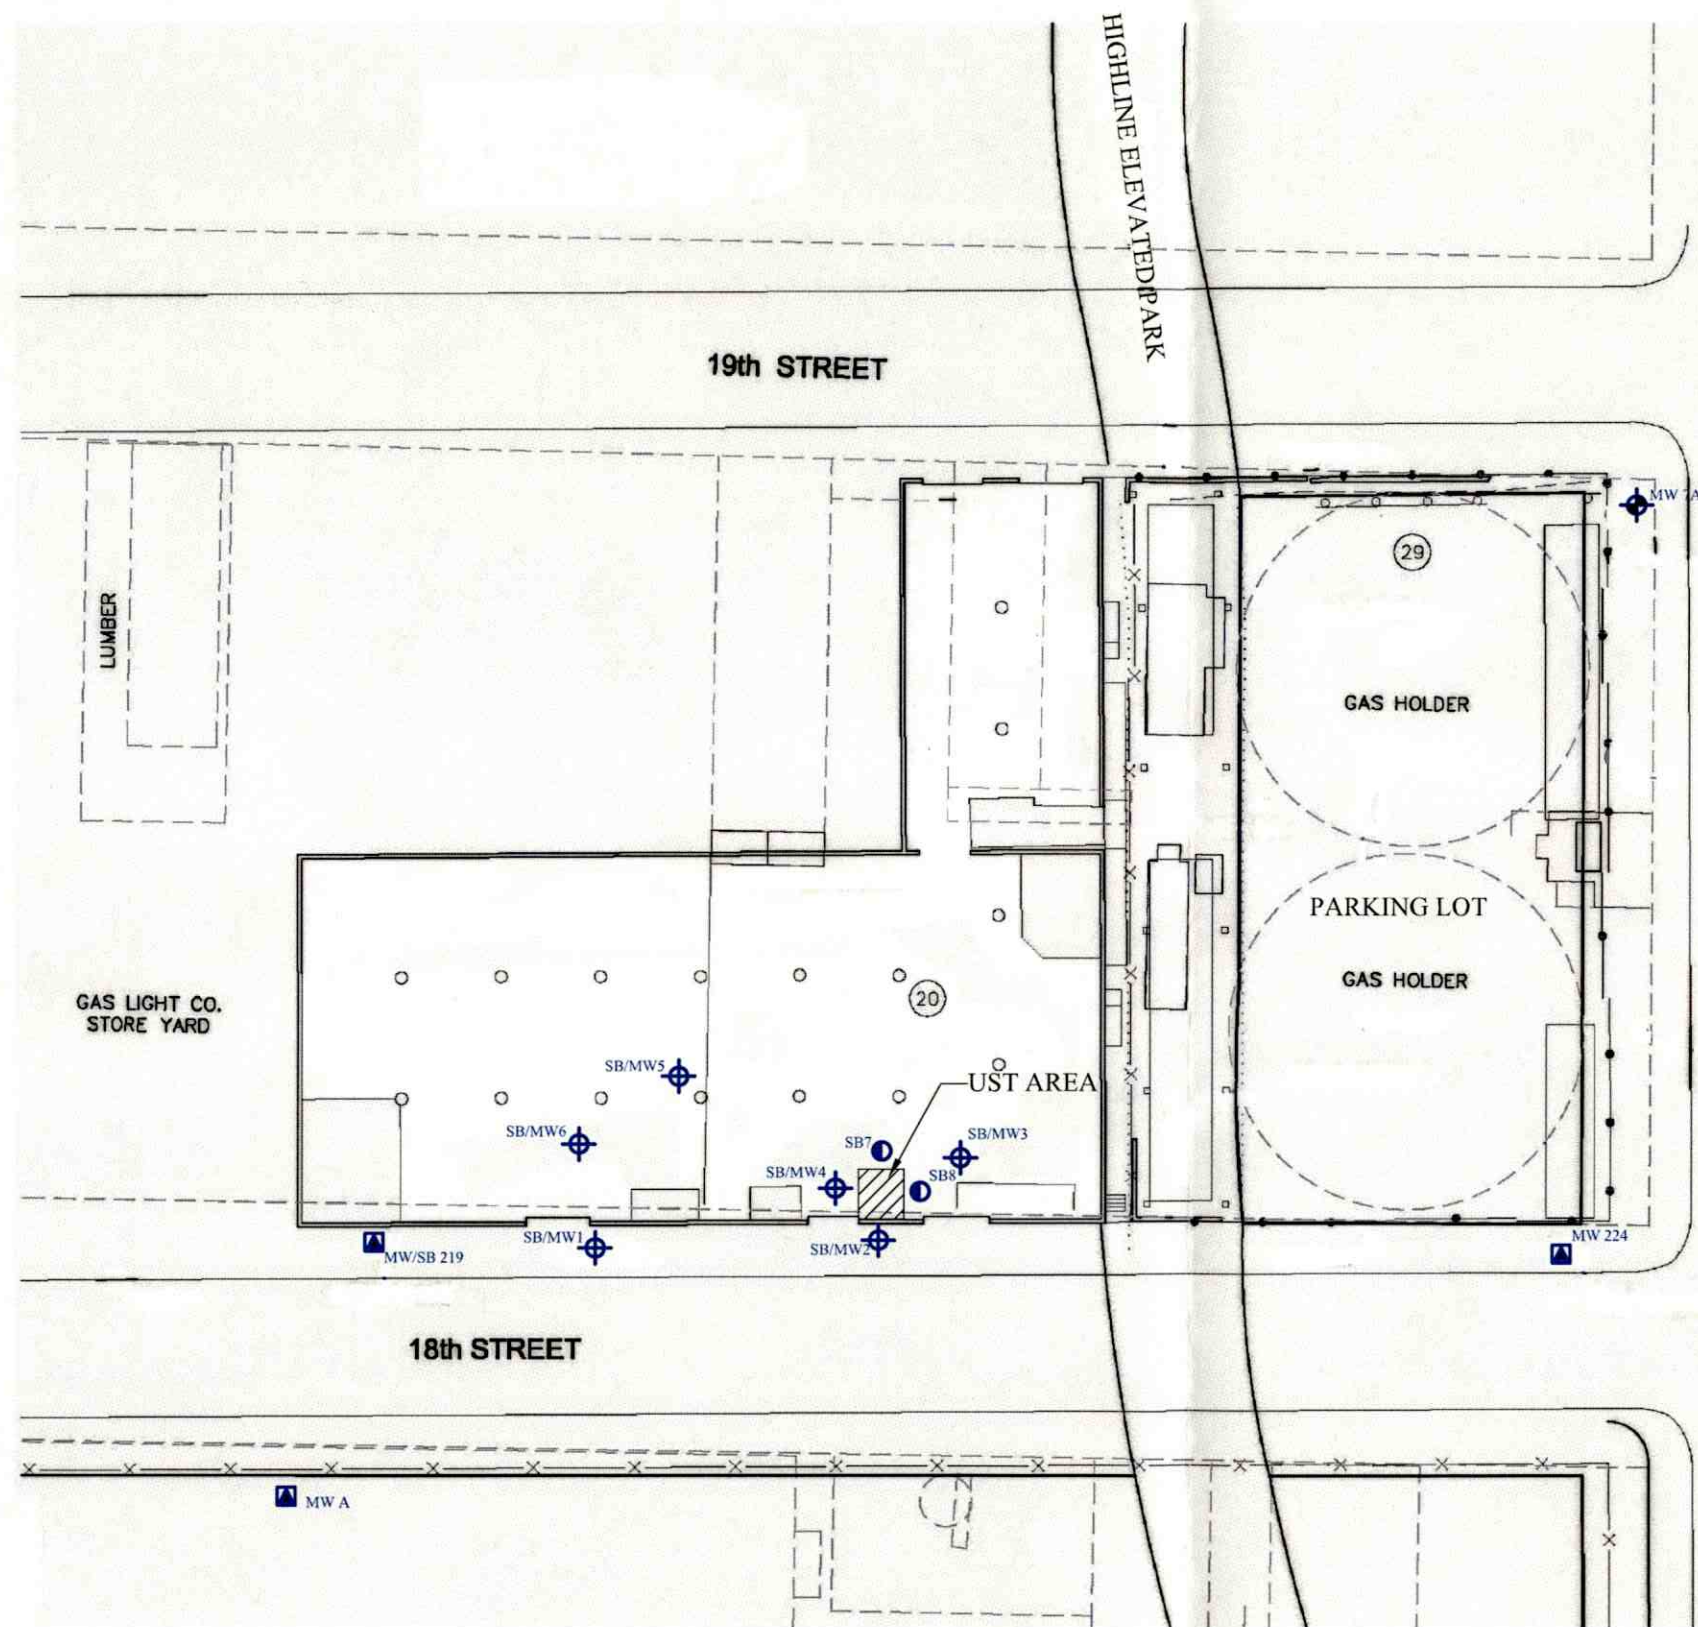 HIGHLINE ELEVATED PARK
19th STREET
MW 7A
29
LUMBER
GAS HOLDER
PARKING LOT
GAS HOLDER
20
GAS LIGHT CO.
STORE YARD
SB/MW5
UST AREA
SB/MW6
SB7
SB/MW3
SB/MW4
SB8
SB/MW1
SB/MW2
MW/SB 219
MW 224
18th STREET
MW A